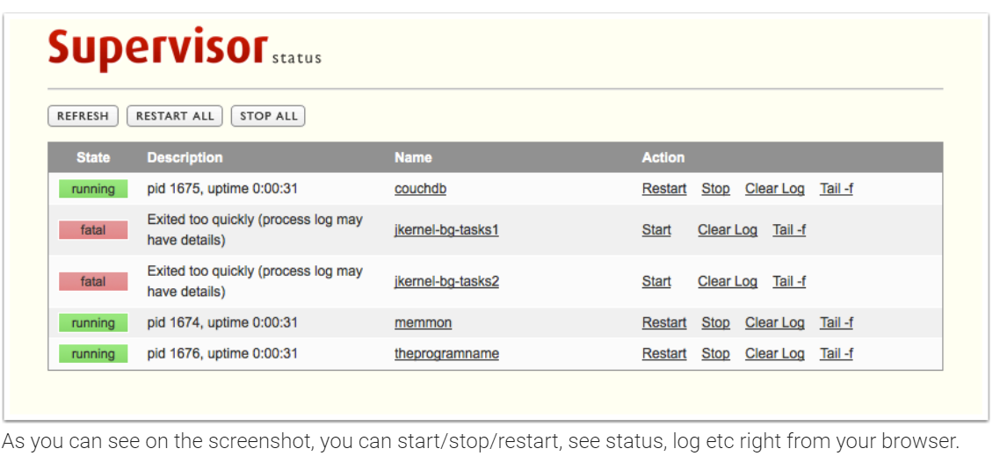 Supervisor status
REFRESH RESTART ALL STOP ALL
State Description Name Action
running pid 1675, uptime 0:00:31 couchdb Restart Stop Clear Log Tail -f
fatal Exited too quickly (process log may have details) jkernel-bg-tasks1 Start Clear Log Tail -f
fatal Exited too quickly (process log may have details) jkernel-bg-tasks2 Start Clear Log Tail -f
running pid 1674, uptime 0:00:31 memmon Restart Stop Clear Log Tail -f
running pid 1676, uptime 0:00:31 theprogramname Restart Stop Clear Log Tail -f
As you can see on the screenshot, you can start/stop/restart, see status, log etc right from your browser.